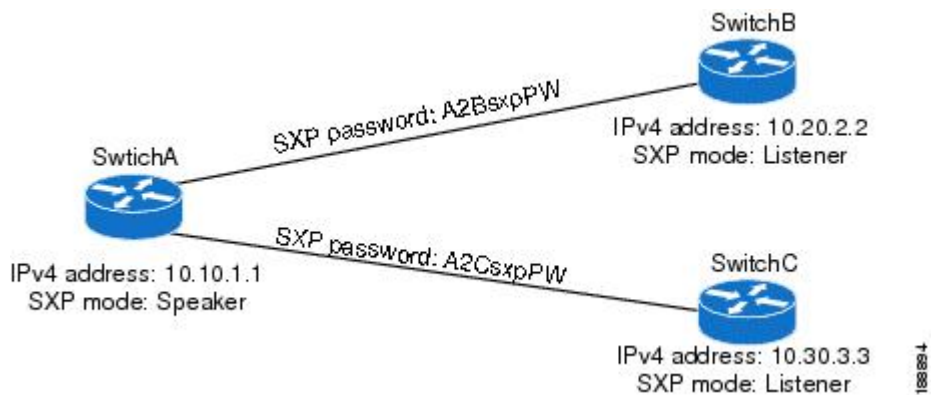 SwitchB
SXP password: A2BsxpPW
IPv4 address: 10.20.2.2
SXP mode: Listener
SwtichA
IPv4 address: 10.10.1.1
SXP mode: Speaker
SXP password: A2CsxpPW
SwitchC
IPv4 address: 10.30.3.3
SXP mode: Listener
188894